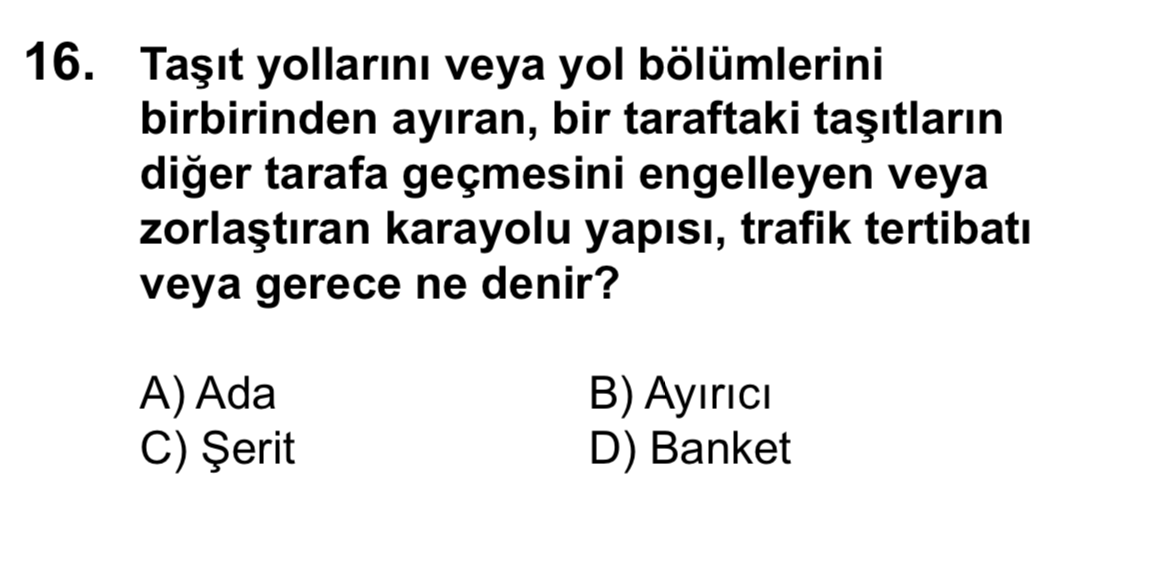 16. Taşıt yollarını veya yol bölümlerini
birbirinden ayıran, bir taraftaki taşıtların
diğer tarafa geçmesini engelleyen veya
zorlaştıran karayolu yapısı, trafik tertibatı
veya gerece ne denir?
A) Ada B) Ayırıcı
C) Şerit D) Banket